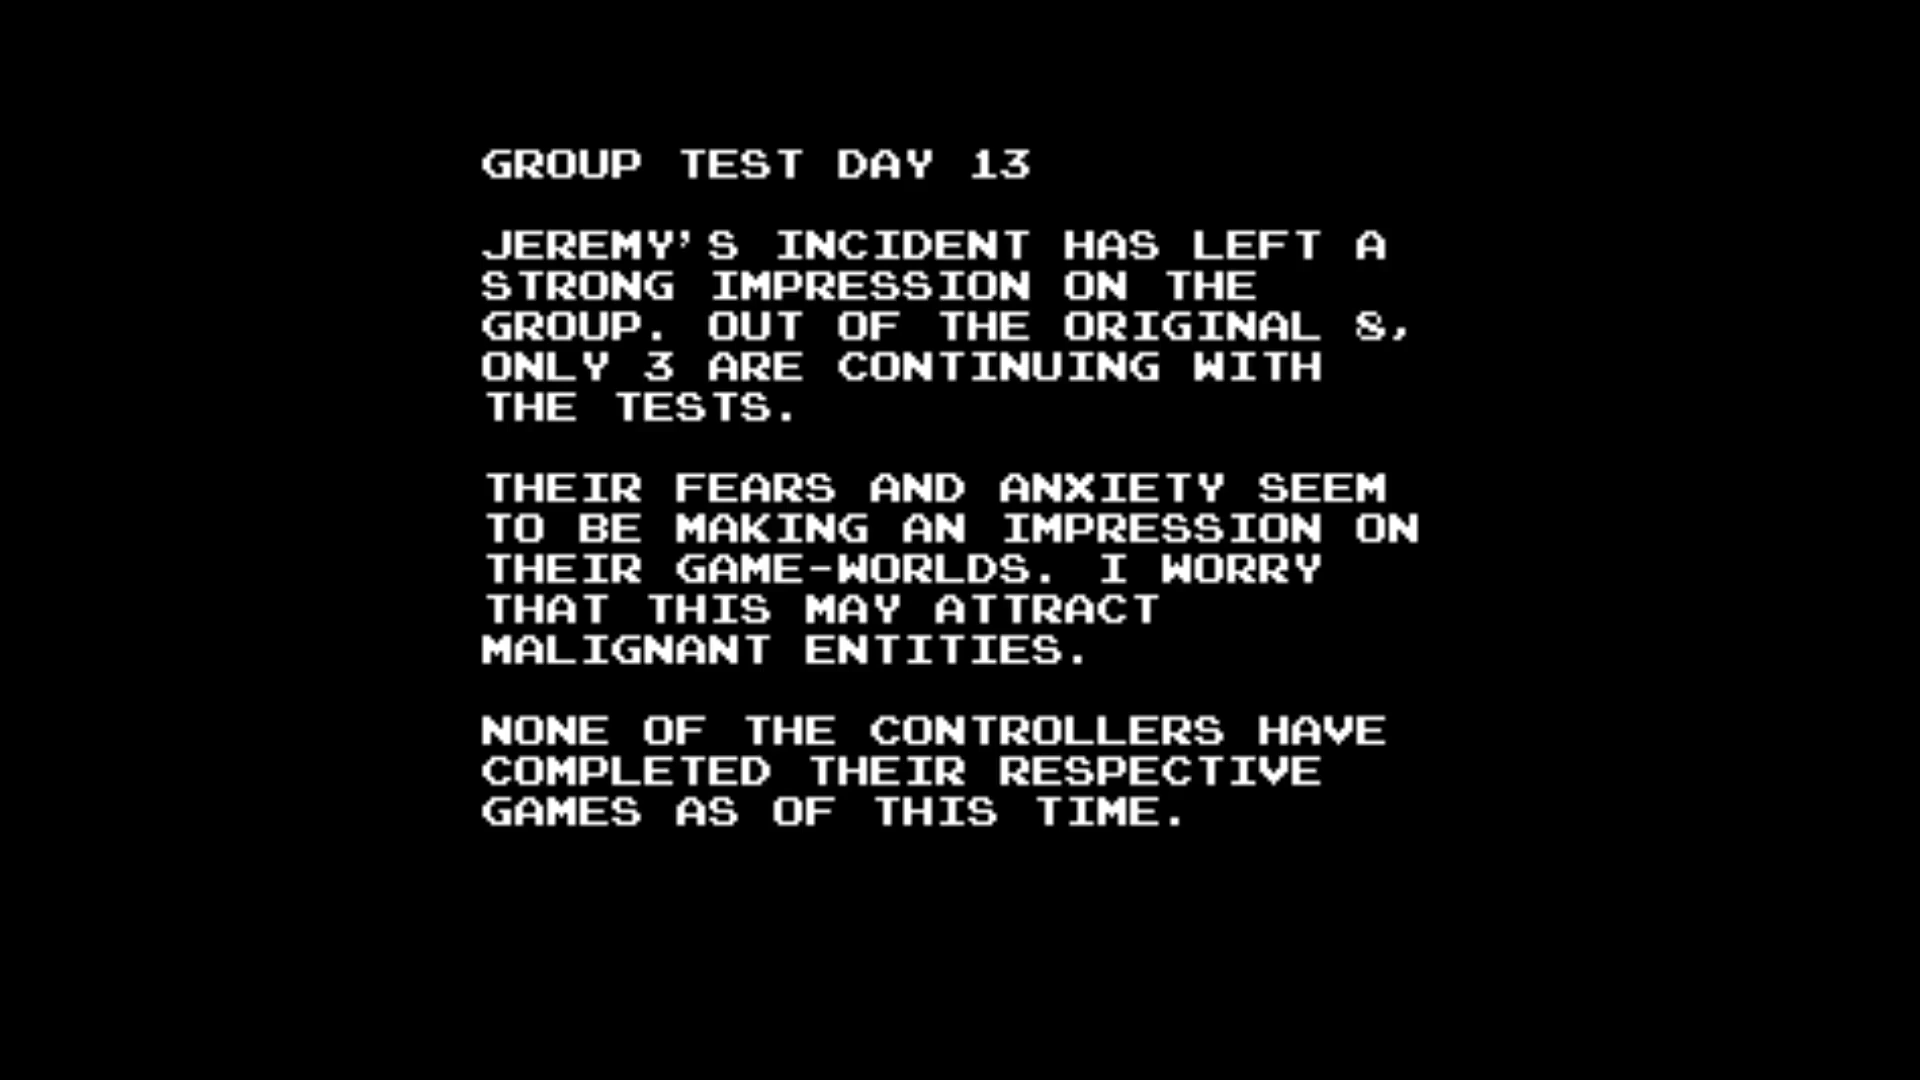 GROUP TEST DAY 13
JEREMY'S INCIDENT HAS LEFT A
STRONG IMPRESSION ON THE
GROUP. OUT OF THE ORIGINAL 8,
ONLY 3 ARE CONTINUING WITH
THE TESTS.
THEIR FEARS AND ANXIETY SEEM
TO BE MAKING AN IMPRESSION ON
THEIR GAME-WORLDS. I WORRY
THAT THIS MAY ATTRACT
MALIGNANT ENTITIES.
NONE OF THE CONTROLLERS HAVE
COMPLETED THEIR RESPECTIVE
GAMES AS OF THIS TIME.